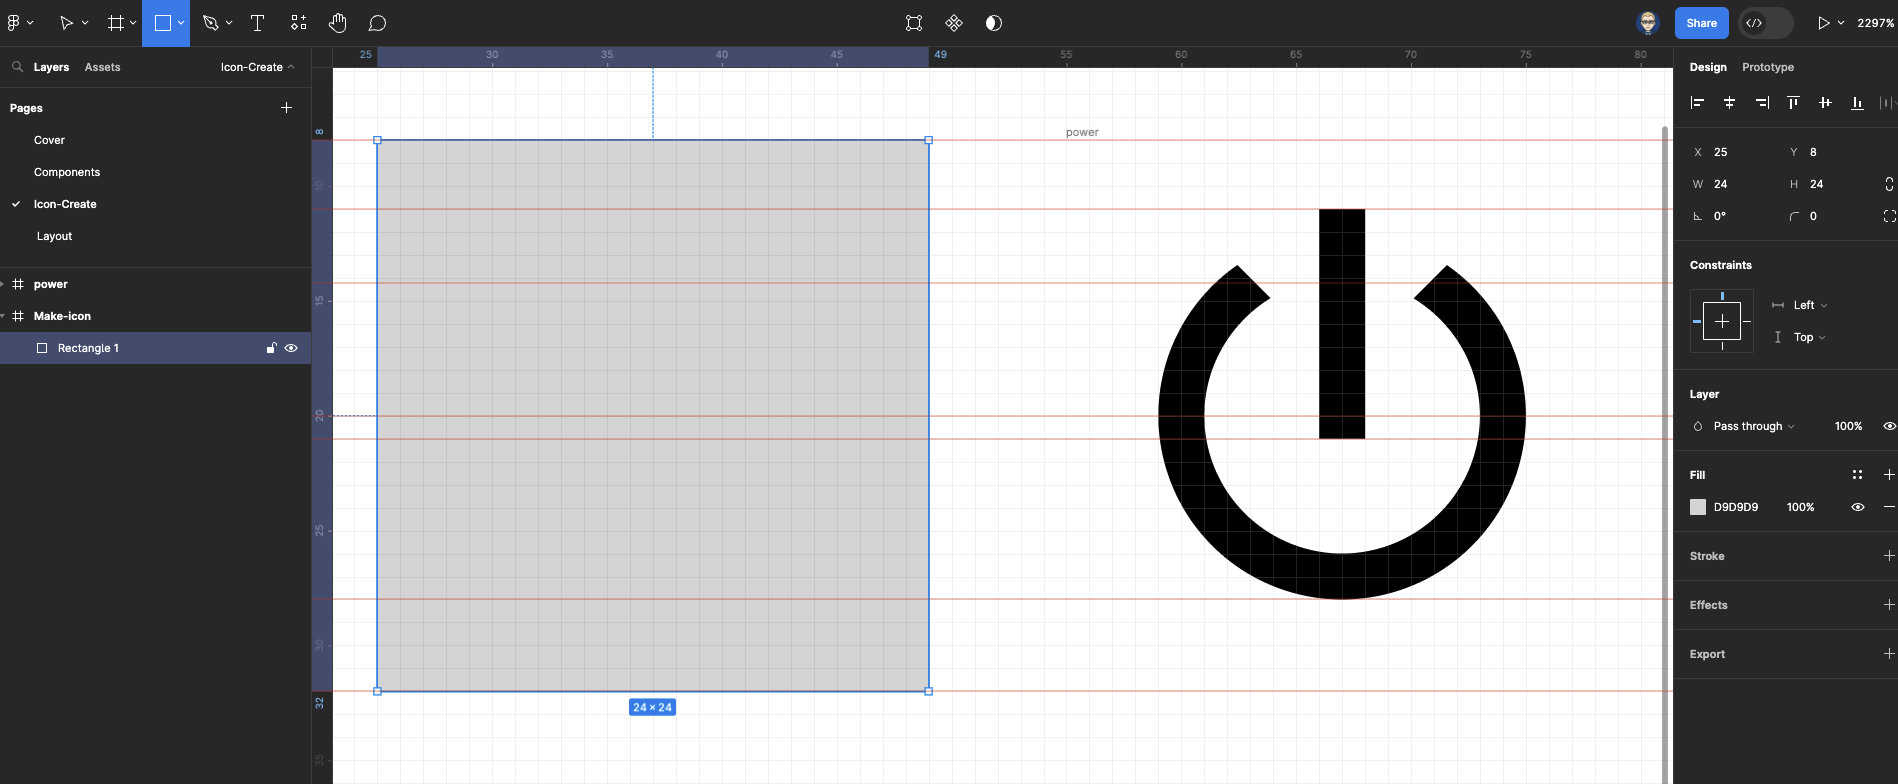 Share
2297%
Layers
Assets
Icon-Create
Pages
Cover
Components
Icon-Create
Layout
power
Make-icon
Rectangle 1
25
30
35
40
45
49
55
60
65
70
75
80
8
10
15
20
25
30
32
35
power
24 × 24
Design
Prototype
X 25
Y 8
W 24
H 24
0°
0
Constraints
Left
Top
Layer
Pass through
100%
Fill
D9D9D9
100%
Stroke
Effects
Export